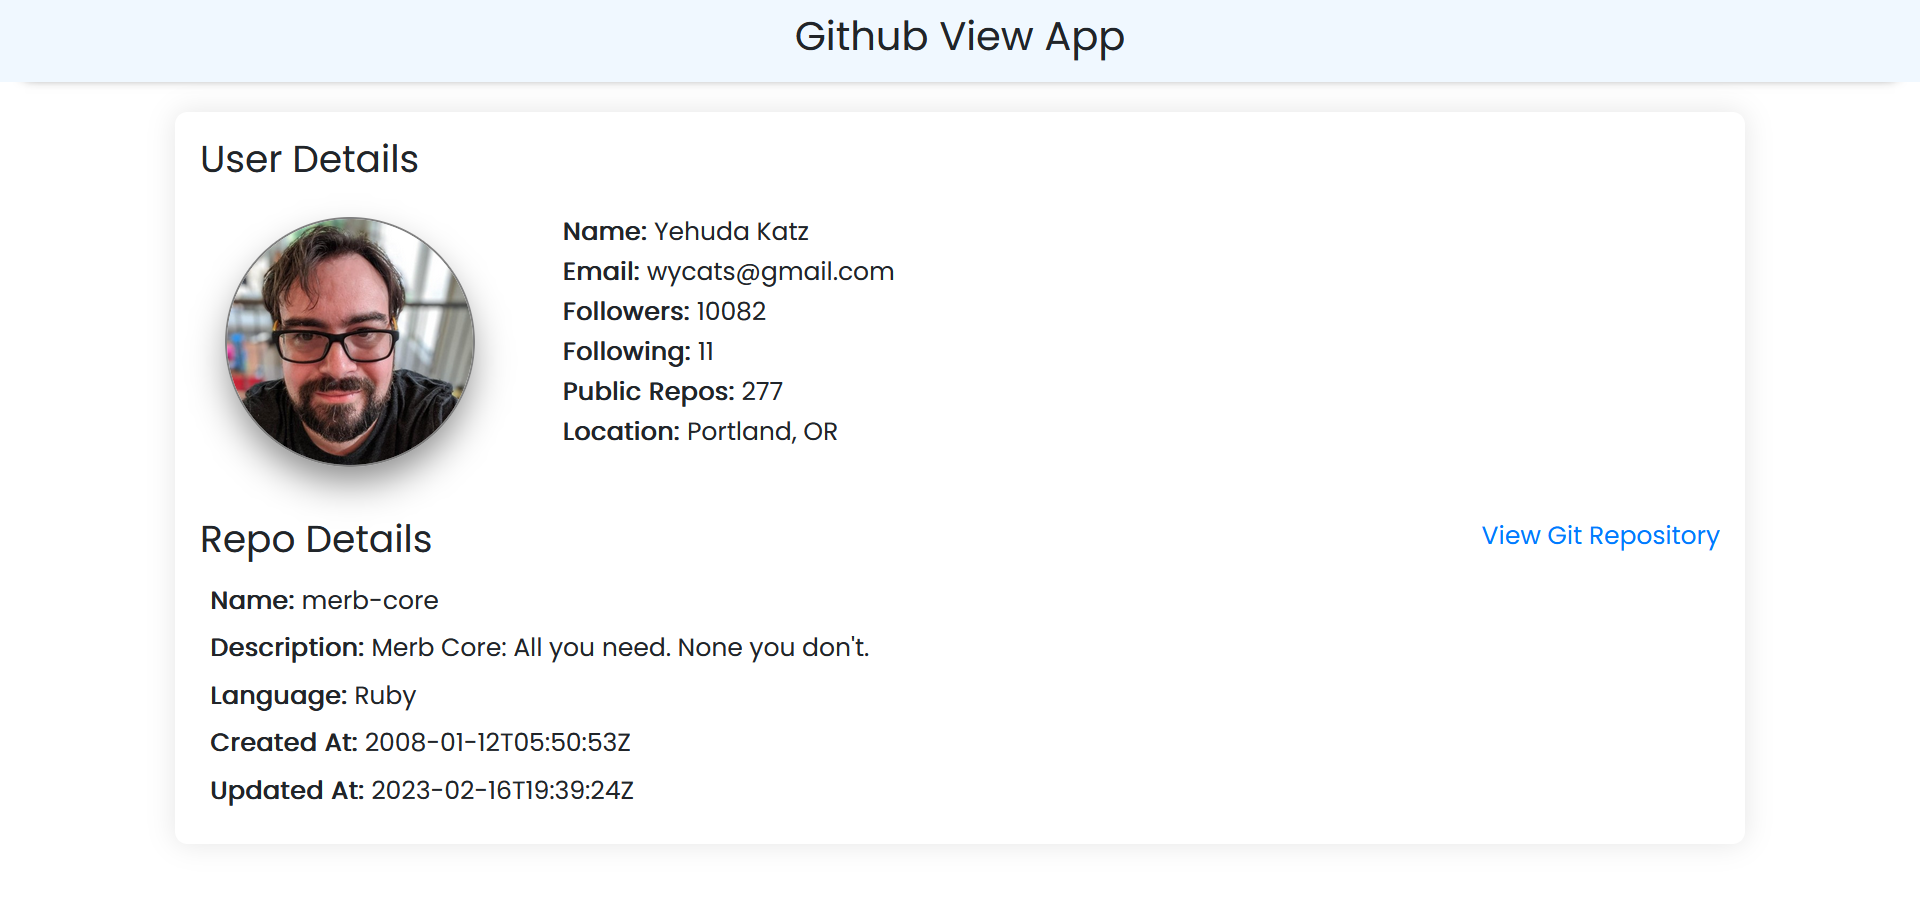 Github View App
User Details
Name: Yehuda Katz
Email: wycats@gmail.com
Followers: 10082
Following: 11
Public Repos: 277
Location: Portland, OR
Repo Details
View Git Repository
Name: merb-core
Description: Merb Core: All you need. None you don't.
Language: Ruby
Created At: 2008-01-12T05:50:53Z
Updated At: 2023-02-16T19:39:24Z